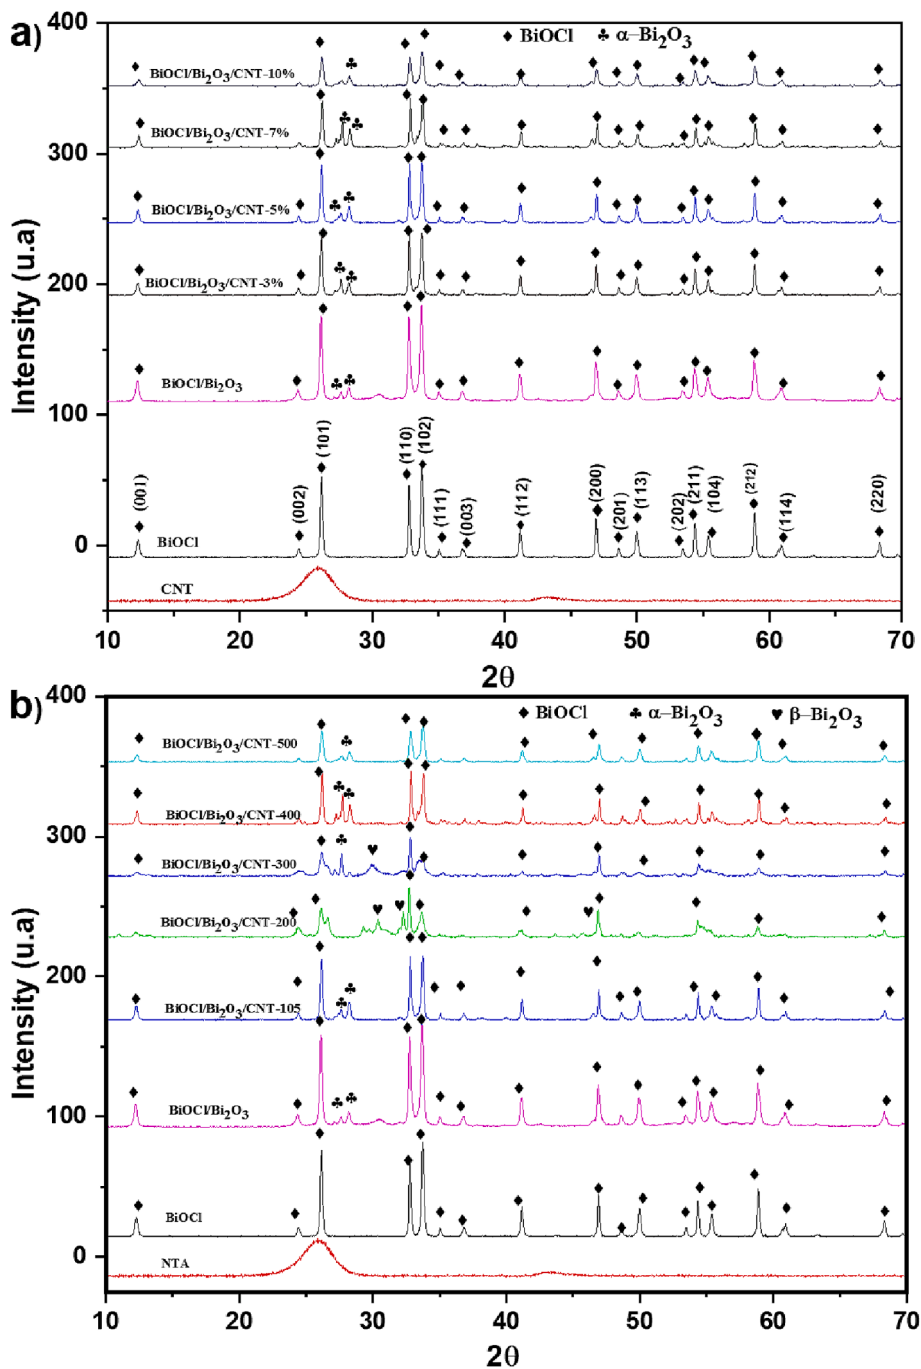 a)
400
300
200
100
0
Intensity (u.a)
♦ BiOCl ♣ α–Bi₂O₃
BiOCl/Bi₂O₃/CNT-10%
BiOCl/Bi₂O₃/CNT-7%
BiOCl/Bi₂O₃/CNT-5%
BiOCl/Bi₂O₃/CNT-3%
BiOCl/Bi₂O₃
(001) (002) (101) (110) (102) (111) (003) (112) (200) (201) (113) (202) (211) (104) (212) (114) (220)
BiOCl
CNT
10 20 30 40 50 60 70
2θ
b)
400
300
200
100
0
Intensity (u.a)
♦ BiOCl ♣ α–Bi₂O₃ ♥ β–Bi₂O₃
BiOCl/Bi₂O₃/CNT-500
BiOCl/Bi₂O₃/CNT-400
BiOCl/Bi₂O₃/CNT-300
BiOCl/Bi₂O₃/CNT-200
BiOCl/Bi₂O₃/CNT-105
BiOCl/Bi₂O₃
BiOCl
NTA
10 20 30 40 50 60 70
2θ